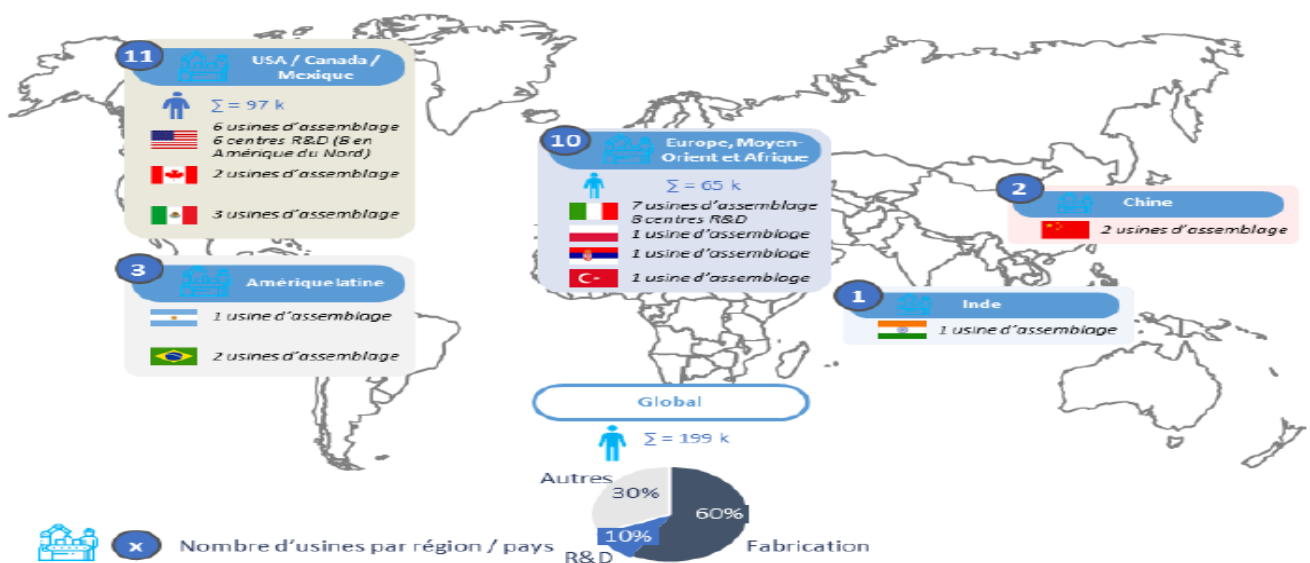 11
USA / Canada /
Mexique
∑ = 97 k
6 usines d'assemblage
6 centres R&D (8 en
Amérique du Nord)
2 usines d'assemblage
3 usines d'assemblage
3
Amérique latine
1 usine d'assemblage
2 usines d'assemblage
10
Europe, Moyen-
Orient et Afrique
∑ = 65 k
7 usines d'assemblage
8 centres R&D
1 usine d'assemblage
1 usine d'assemblage
1 usine d'assemblage
2
Chine
2 usines d'assemblage
1
Inde
1 usine d'assemblage
Global
∑ = 199 k
Autres
30%
60%
10%
R&D
Fabrication
x
Nombre d'usines par région / pays